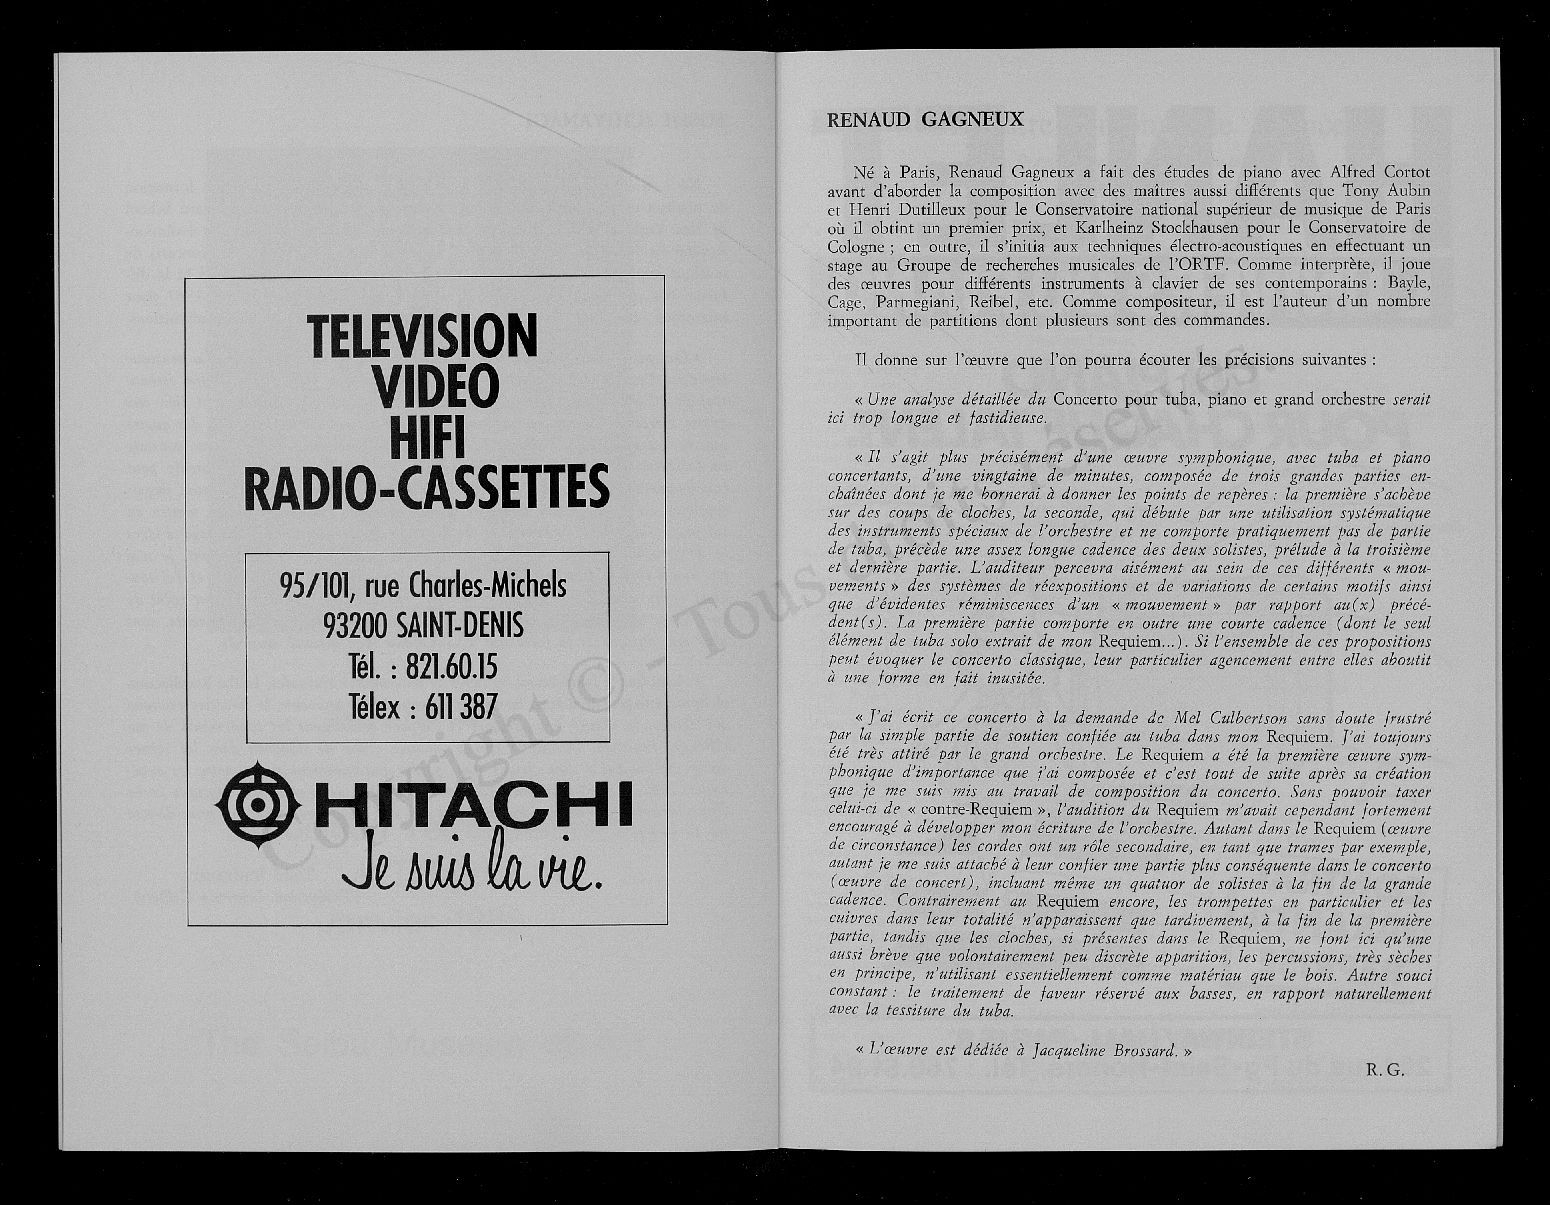 TELEVISION
VIDEO
HIFI
RADIO-CASSETTES
95/101, rue Charles-Michels
93200 SAINT-DENIS
Tél. : 821.60.15
Télex : 611 387
HITACHI
Je suis la vie.
RENAUD GAGNEUX
Né à Paris, Renaud Gagneux a fait des études de piano avec Alfred Cortot
avant d'aborder la composition avec des maîtres aussi différents que Tony Aubin
et Henri Dutilleux pour le Conservatoire national supérieur de musique de Paris
où il obtint un premier prix, et Karlheinz Stockhausen pour le Conservatoire de
Cologne ; en outre, il s'initia aux techniques électro-acoustiques en effectuant un
stage au Groupe de recherches musicales de l'ORTF. Comme interprète, il joue
des œuvres pour différents instruments à clavier de ses contemporains : Bayle,
Cage, Parmegiani, Reibel, etc. Comme compositeur, il est l'auteur d'un nombre
important de partitions dont plusieurs sont des commandes.
Il donne sur l'œuvre que l'on pourra écouter les précisions suivantes :
« Une analyse détaillée du Concerto pour tuba, piano et grand orchestre serait
ici trop longue et fastidieuse.
« Il s'agit plus précisément d'une œuvre symphonique, avec tuba et piano
concertants, d'une vingtaine de minutes, composée de trois grandes parties en-
chaînées dont je me bornerai à donner les points de repères : la première s'achève
sur des coups de cloches, la seconde, qui débute par une utilisation systématique
des instruments spéciaux de l'orchestre et ne comporte pratiquement pas de partie
de tuba, précède une assez longue cadence des deux solistes, prélude à la troisième
et dernière partie. L'auditeur percevra aisément au sein de ces différents « mou-
vements » des systèmes de réexpositions et de variations de certains motifs ainsi
que d'évidentes réminiscences d'un « mouvement » par rapport au(x) précé-
dent(s). La première partie comporte en outre une courte cadence (dont le seul
élément de tuba solo extrait de mon Requiem...). Si l'ensemble de ces propositions
peut évoquer le concerto classique, leur particulier agencement entre elles aboutit
à une forme en fait inusitée.
« J'ai écrit ce concerto à la demande de Mel Culbertson sans doute frustré
par la simple partie de soutien confiée au tuba dans mon Requiem. J'ai toujours
été très attiré par le grand orchestre. Le Requiem a été la première œuvre sym-
phonique d'importance que j'ai composée et c'est tout de suite après sa création
que je me suis mis au travail de composition du concerto. Sans pouvoir taxer
celui-ci de « contre-Requiem », l'audition du Requiem m'avait cependant fortement
encouragé à développer mon écriture de l'orchestre. Autant dans le Requiem (œuvre
de circonstance) les cordes ont un rôle secondaire, en tant que trames par exemple,
autant je me suis attaché à leur confier une partie plus conséquente dans le concerto
(œuvre de concert), incluant même un quatuor de solistes à la fin de la grande
cadence. Contrairement au Requiem encore, les trompettes en particulier et les
cuivres dans leur totalité n'apparaissent que tardivement, à la fin de la première
partie, tandis que les cloches, si présentes dans le Requiem, ne font ici qu'une
aussi brève que volontairement peu discrète apparition, les percussions, très sèches
en principe, n'utilisant essentiellement comme matériau que le bois. Autre souci
constant : le traitement de faveur réservé aux basses, en rapport naturellement
avec la tessiture du tuba.
« L'œuvre est dédiée à Jacqueline Brossard. »
R. G.
Copyright © - Tous
éservés